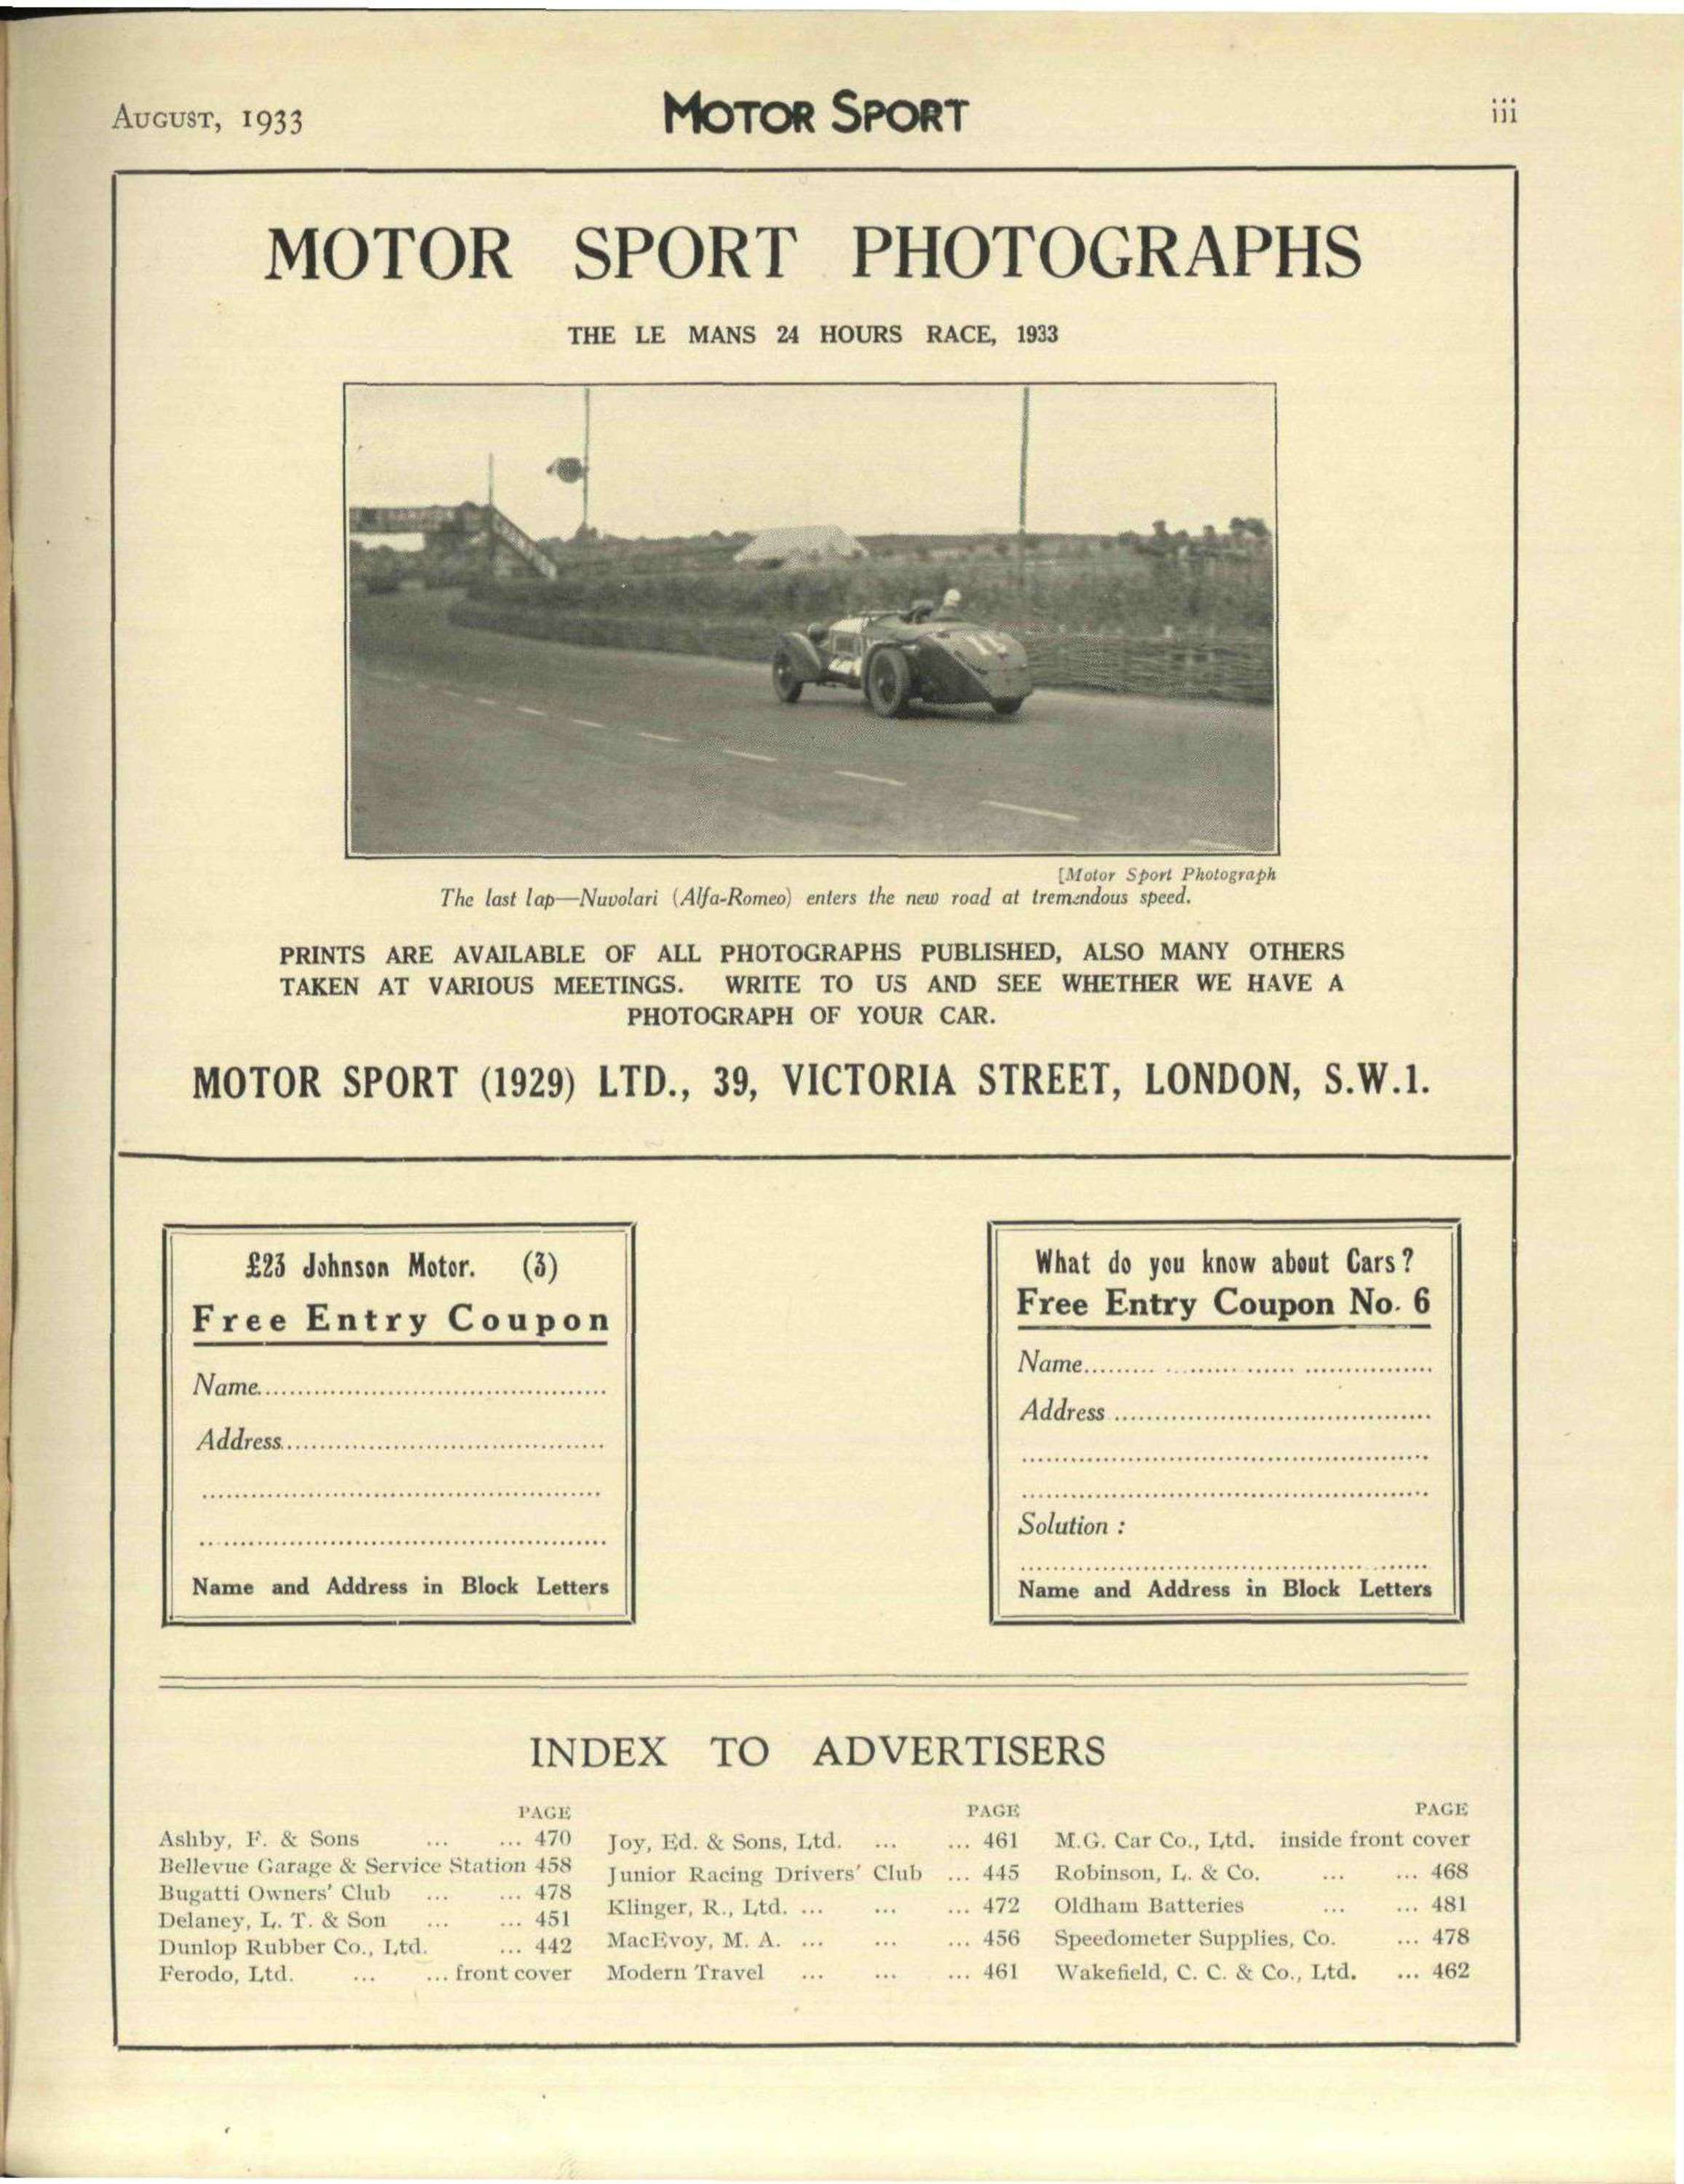 AUGUST, 1933
MOTOR SPORT
iii
MOTOR SPORT PHOTOGRAPHS
THE LE MANS 24 HOURS RACE, 1933
[Motor Sport Photograph
The last lap—Nuvolari (Alfa-Romeo) enters the new road at tremendous speed.
PRINTS ARE AVAILABLE OF ALL PHOTOGRAPHS PUBLISHED, ALSO MANY OTHERS
TAKEN AT VARIOUS MEETINGS. WRITE TO US AND SEE WHETHER WE HAVE A
PHOTOGRAPH OF YOUR CAR.
MOTOR SPORT (1929) LTD., 39, VICTORIA STREET, LONDON, S.W.1.
£23 Johnson Motor. (3)
Free Entry Coupon
Name
Address
Name and Address in Block Letters
What do you know about Cars?
Free Entry Coupon No. 6
Name
Address
Solution :
Name and Address in Block Letters
INDEX TO ADVERTISERS
PAGE
Ashby, F. & Sons ... ... 470
Bellevue Garage & Service Station 458
Bugatti Owners' Club ... ... 478
Delaney, L. T. & Son ... ... 451
Dunlop Rubber Co., Ltd. ... 442
Ferodo, Ltd. ... ... front cover
PAGE
Joy, Ed. & Sons, Ltd. ... ... 461
Junior Racing Drivers' Club ... 445
Klinger, R., Ltd. ... ... ... 472
MacEvoy, M. A. ... ... ... 456
Modern Travel ... ... ... 461
PAGE
M.G. Car Co., Ltd. inside front cover
Robinson, L. & Co. ... ... 468
Oldham Batteries ... ... 481
Speedometer Supplies, Co. ... 478
Wakefield, C. C. & Co., Ltd. ... 462